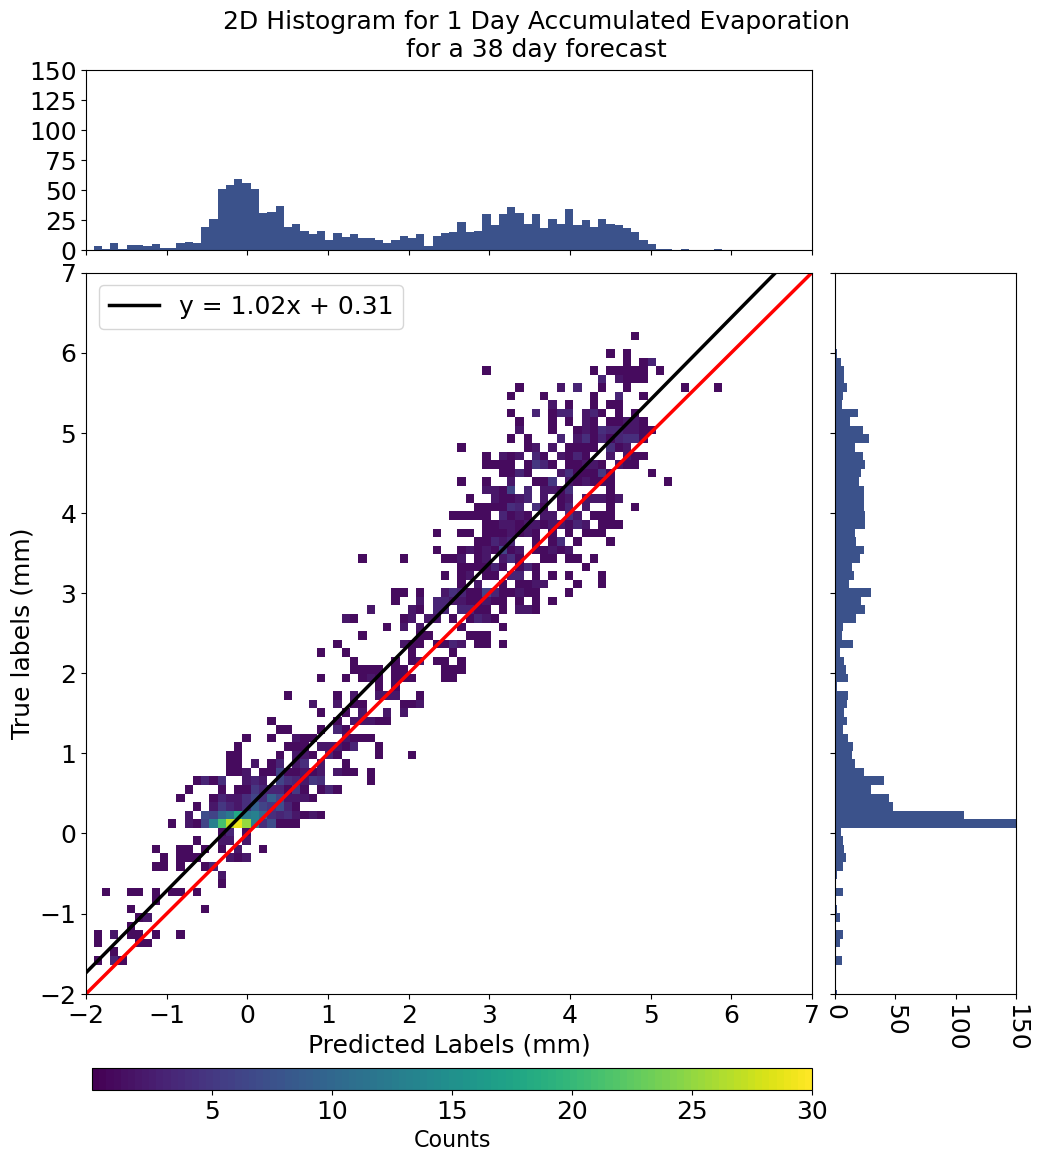 2D Histogram for 1 Day Accumulated Evaporation
for a 38 day forecast
150
125
100
75
50
25
0
7
6
5
4
3
2
1
0
−1
−2
True labels (mm)
y = 1.02x + 0.31
−2 −1 0 1 2 3 4 5 6 7
Predicted Labels (mm)
0 50 100 150
5 10 15 20 25 30
Counts